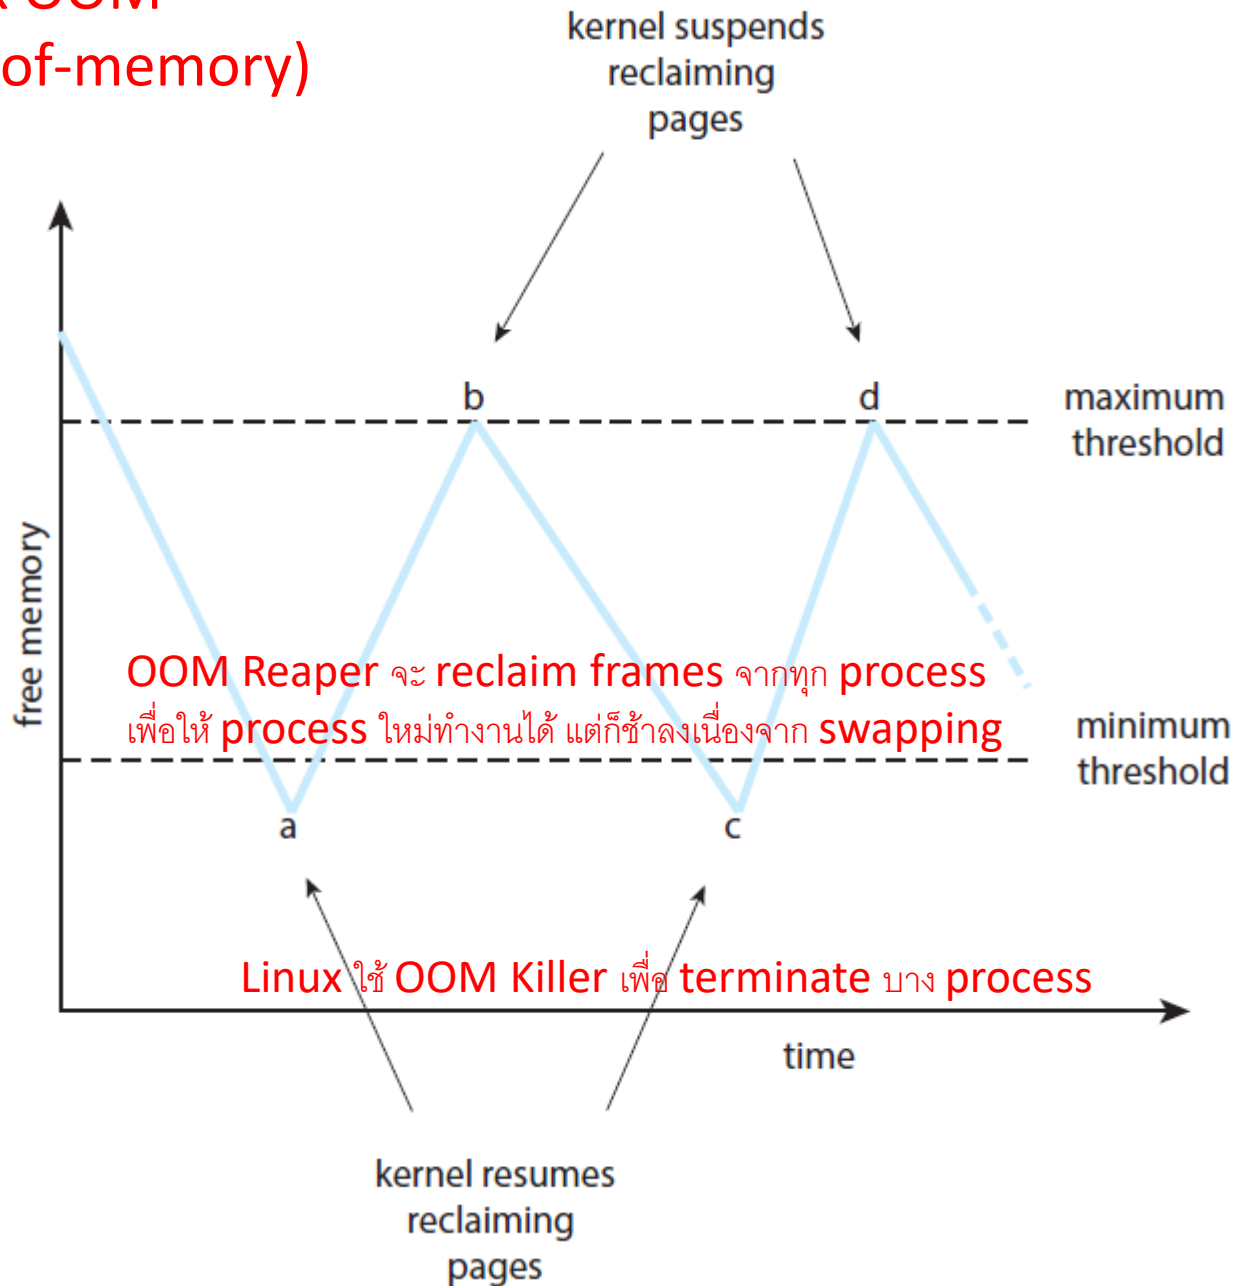 OOM
of-memory)
kernel suspends
reclaiming
pages
b
d
maximum
threshold
free memory
OOM Reaper จะ reclaim frames จากทุก process
เพื่อให้ process ใหม่ทำงานได้ แต่ก็ช้าลงเนื่องจาก swapping
minimum
threshold
a
c
Linux ใช้ OOM Killer เพื่อ terminate บาง process
time
kernel resumes
reclaiming
pages